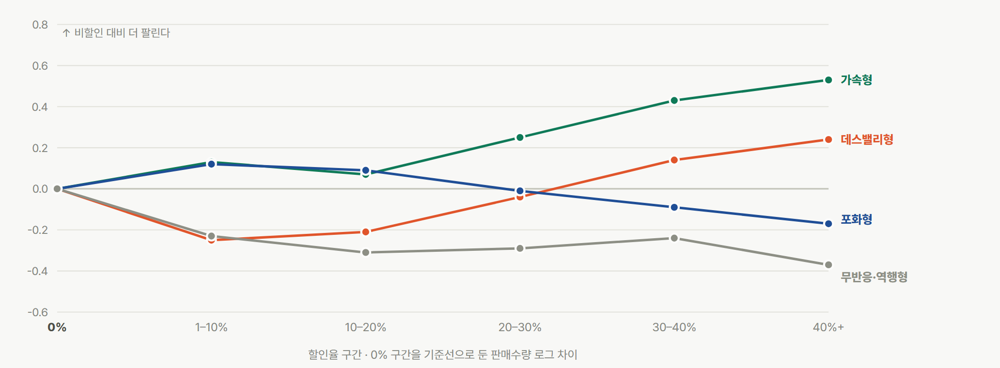 0.8
↑ 비할인 대비 더 팔린다
0.6
가속형
0.4
데스밸리형
0.2
0.0
포화형
-0.2
-0.4
무반응·역행형
-0.6
0% 1–10% 10–20% 20–30% 30–40% 40%+
할인율 구간 · 0% 구간을 기준선으로 둔 판매수량 로그 차이